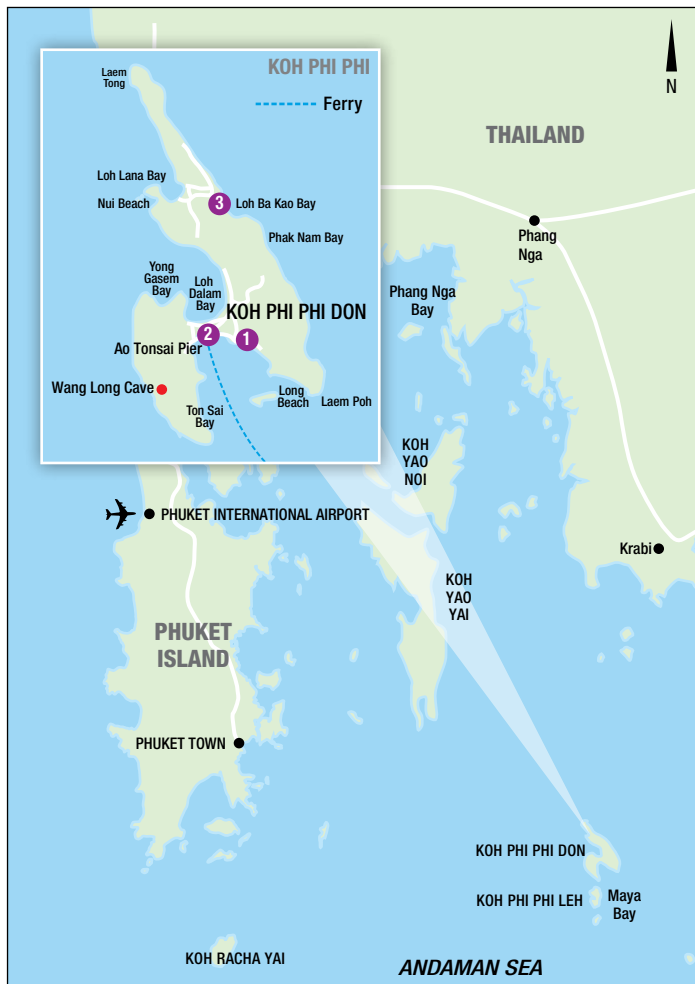 KOH PHI PHI
Ferry
Laem
Tong
Loh Lana Bay
Nui Beach
3
Loh Ba Kao Bay
Phak Nam Bay
Yong
Gasem
Bay
Loh
Dalam
Bay
KOH PHI PHI DON
2
1
Ao Tonsai Pier
Wang Long Cave
Ton Sai
Bay
Long
Beach
Laem Poh
N
THAILAND
Phang
Nga
Phang Nga
Bay
KOH
YAO
NOI
PHUKET INTERNATIONAL AIRPORT
Krabi
KOH
YAO
YAI
PHUKET
ISLAND
PHUKET TOWN
KOH PHI PHI DON
KOH PHI PHI LEH
Maya
Bay
KOH RACHA YAI
ANDAMAN SEA